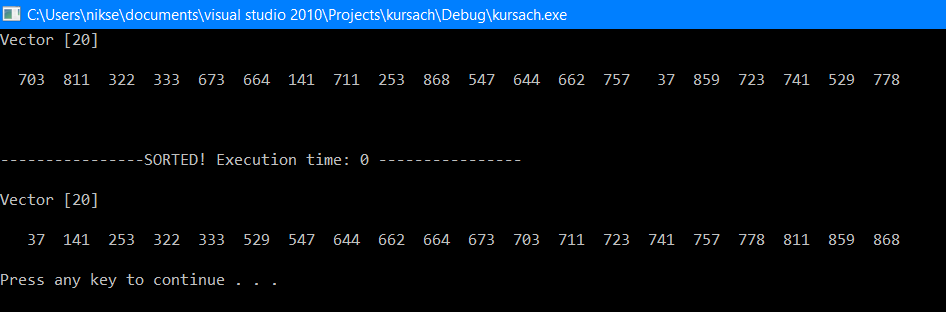 C:\Users\nikse\documents\visual studio 2010\Projects\kursach\Debug\kursach.exe
Vector [20]
703 811 322 333 673 664 141 711 253 868 547 644 662 757 37 859 723 741 529 778
----------------SORTED! Execution time: 0 ----------------
Vector [20]
37 141 253 322 333 529 547 644 662 664 673 703 711 723 741 757 778 811 859 868
Press any key to continue . . .